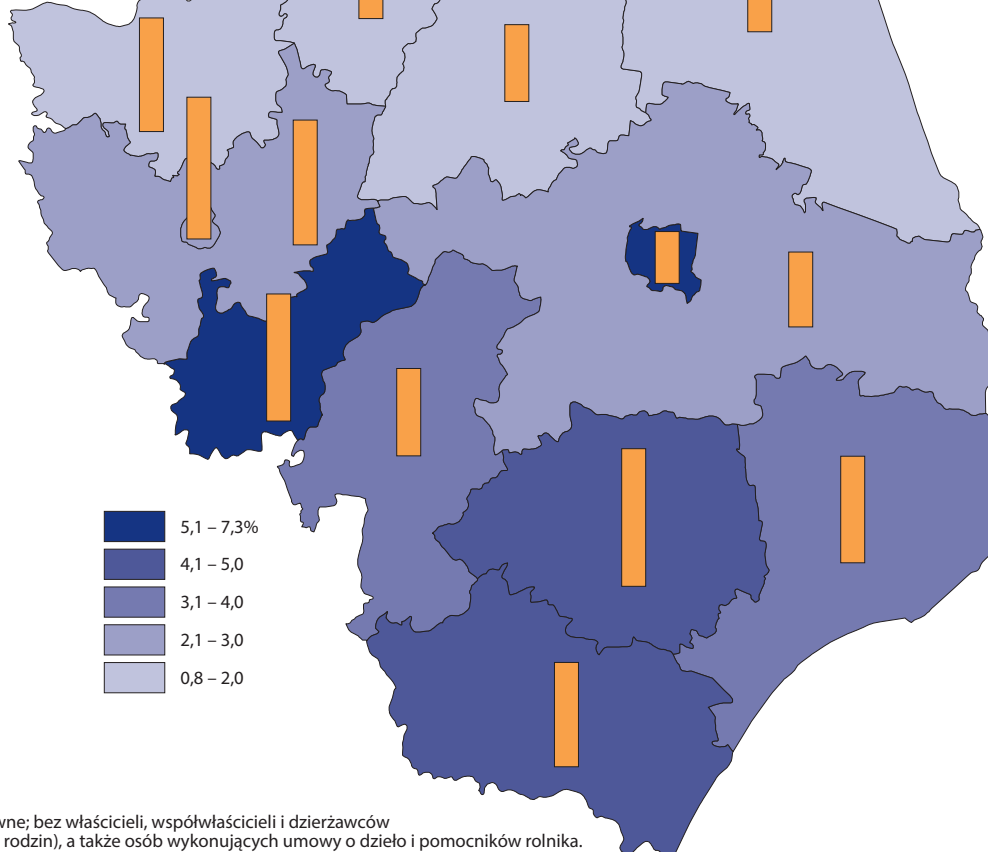 5,1 – 7,3%
4,1 – 5,0
3,1 – 4,0
2,1 – 3,0
0,8 – 2,0
bez właścicieli, współwłaścicieli i dzierżawców
rodzin), a także osób wykonujących umowy o dzieło i pomocników rolnika.